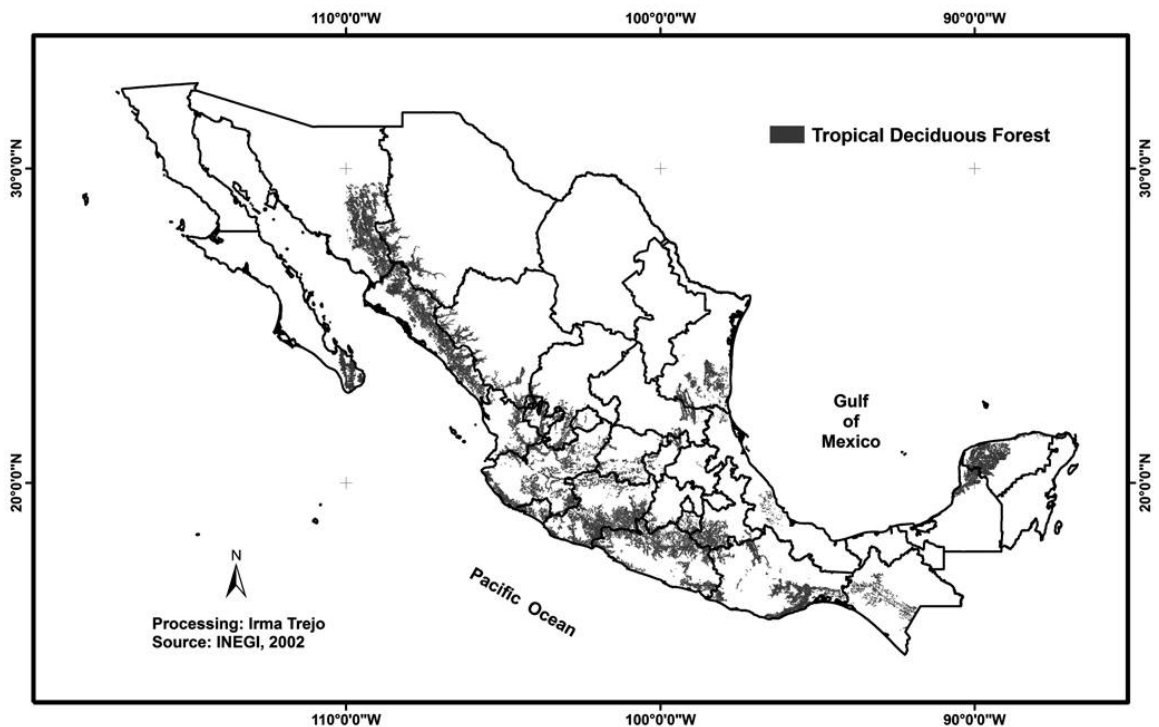 110°0'0"W
100°0'0"W
90°0'0"W
30°0'0"N
30°0'0"N
Tropical Deciduous Forest
Gulf
of
Mexico
20°0'0"N
20°0'0"N
N
Pacific Ocean
Processing: Irma Trejo
Source: INEGI, 2002
110°0'0"W
100°0'0"W
90°0'0"W